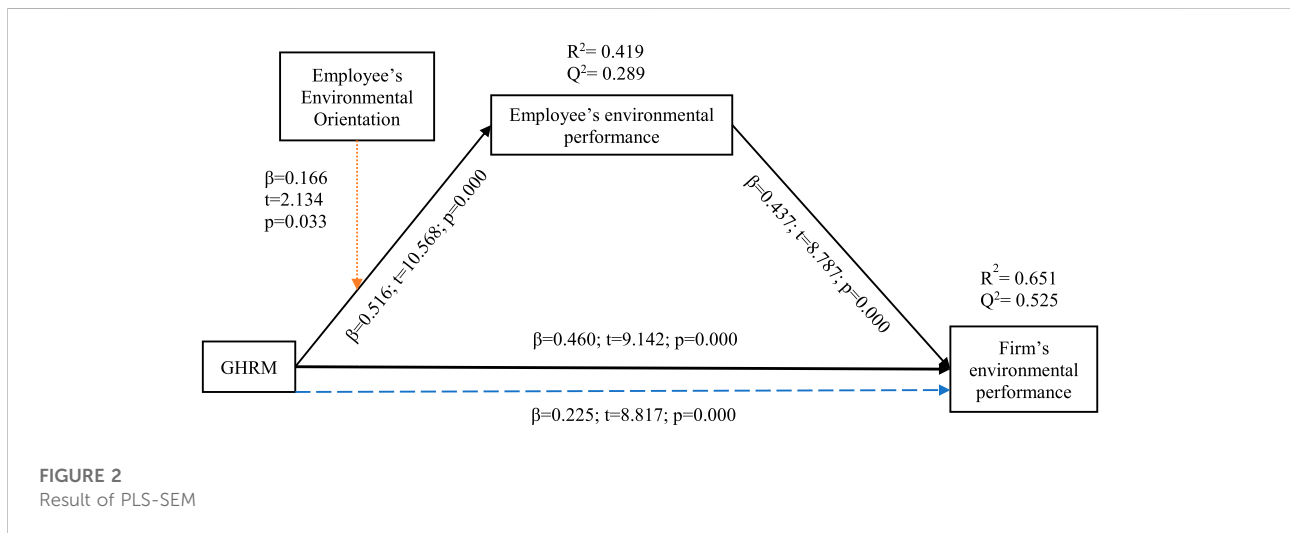 R²= 0.419
Q²= 0.289
Employee’s
Environmental
Orientation
Employee’s environmental
performance
β=0.166
t=2.134
p=0.033
β=0.516; t=10.568; p=0.000
β=0.437; t=8.787; p=0.000
R²= 0.651
Q²= 0.525
β=0.460; t=9.142; p=0.000
GHRM
Firm’s
environmental
performance
β=0.225; t=8.817; p=0.000
FIGURE 2
Result of PLS-SEM